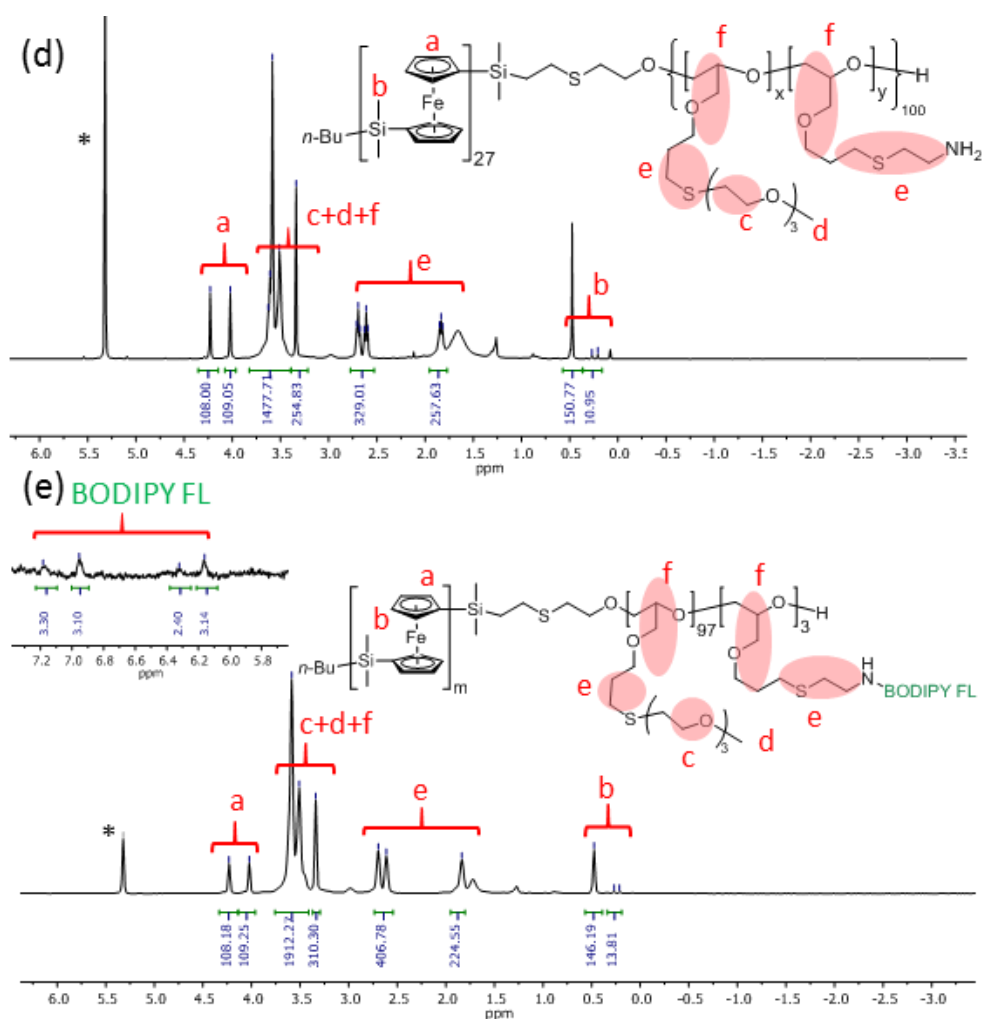 (d)
a
b
Fe
Si
n-Bu
27
Si
S
O
f
O
x
f
O
y
H
100
O
O
e
S
O
3
c
d
S
NH2
e
*
a
c+d+f
e
b
108.00
109.05
1477.71
254.83
329.01
257.63
150.77
10.95
6.0 5.5 5.0 4.5 4.0 3.5 3.0 2.5 2.0 1.5 1.0 0.5 0.0 -0.5 -1.0 -1.5 -2.0 -2.5 -3.0 -3.5
ppm
(e) BODIPY FL
3.30
3.10
2.40
3.14
7.2 7.0 6.8 6.6 6.4 6.2 6.0 5.8
ppm
a
b
Fe
Si
n-Bu
m
Si
S
O
f
O
97
f
O
3
H
O
O
e
S
O
3
c
d
S
H
N
BODIPY FL
e
*
a
c+d+f
e
b
108.18
109.25
1912.27
310.30
406.78
224.55
146.19
13.81
6.0 5.5 5.0 4.5 4.0 3.5 3.0 2.5 2.0 1.5 1.0 0.5 0.0 -0.5 -1.0 -1.5 -2.0 -2.5 -3.0
ppm